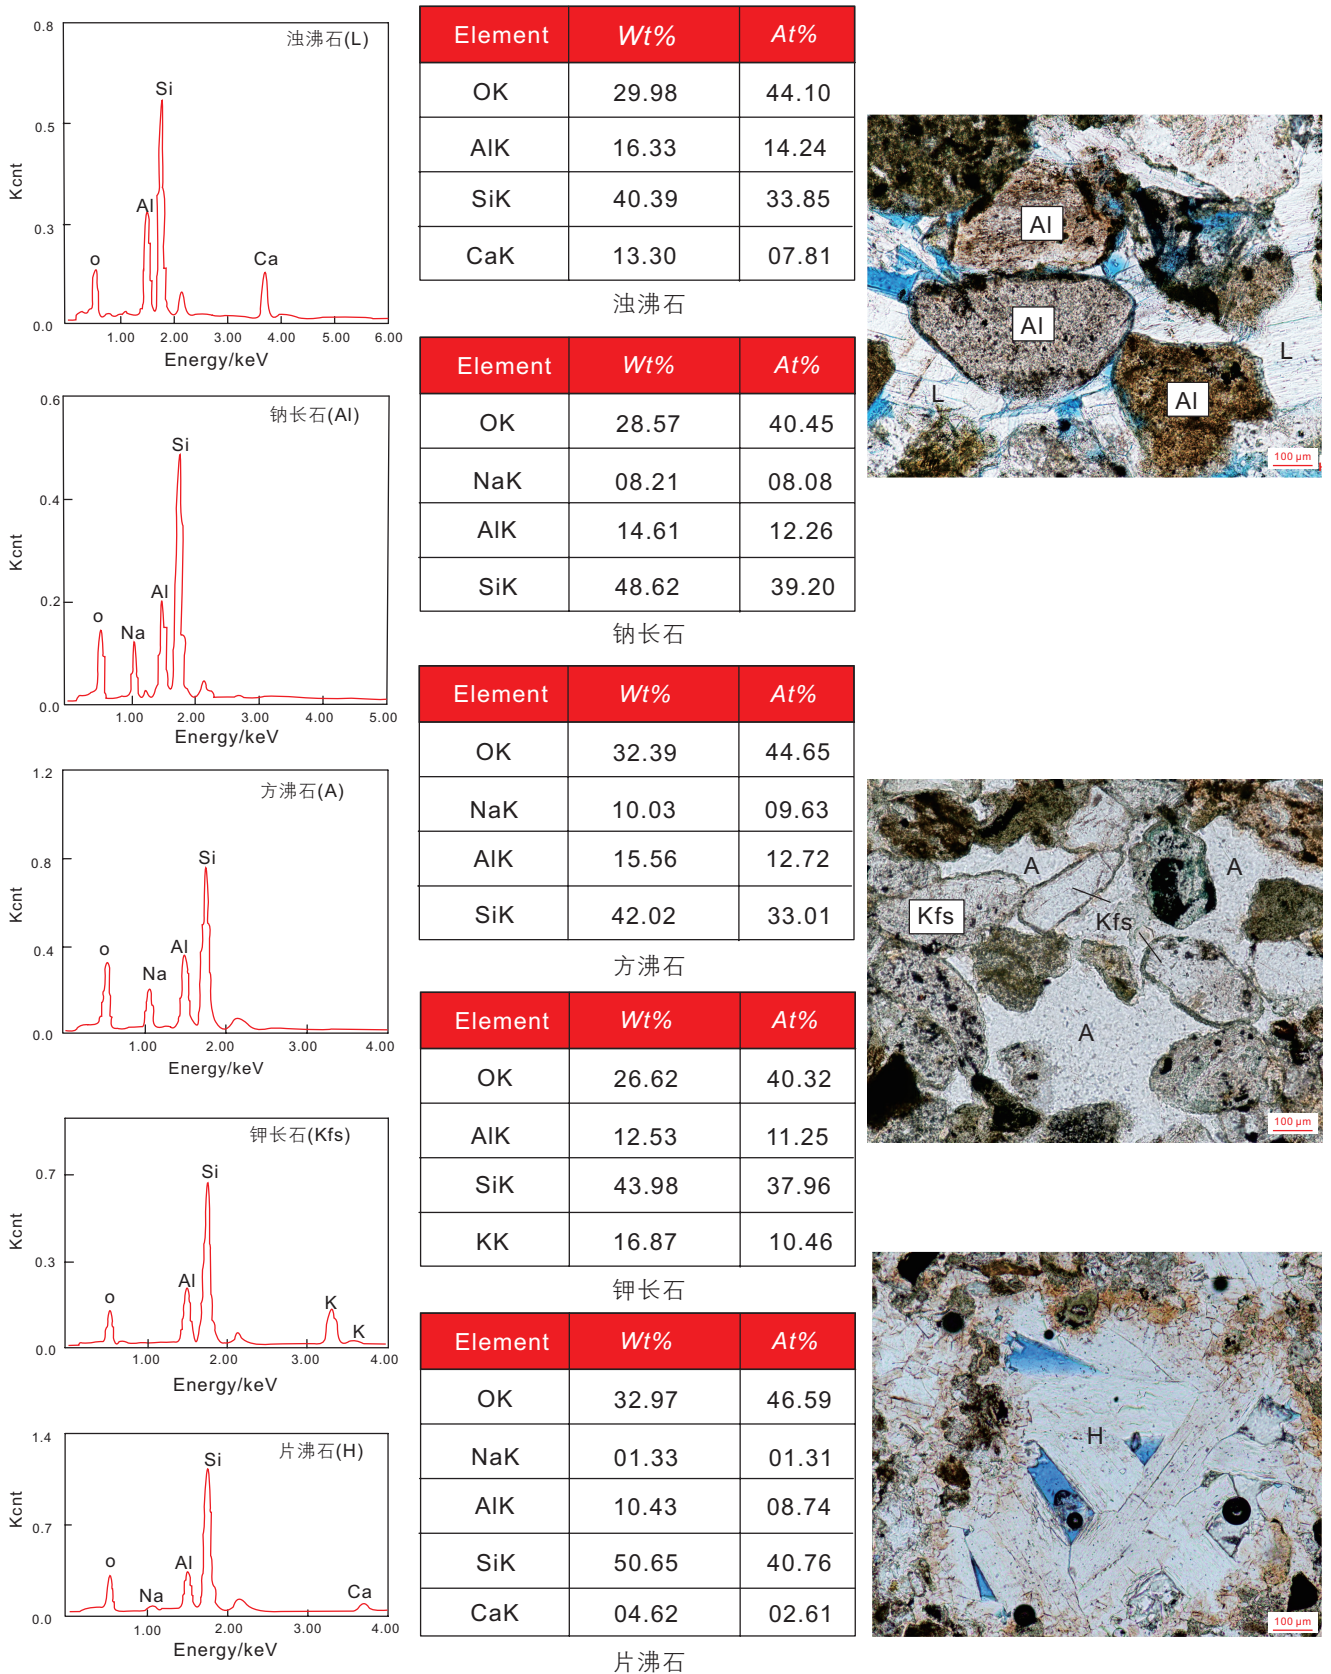 浊沸石(L)
0.8
0.5
0.3
0.0
Kcnt
Si
Al
o
Ca
1.00 2.00 3.00 4.00 5.00 6.00
Energy/keV
Element Wt% At%
OK 29.98 44.10
AlK 16.33 14.24
SiK 40.39 33.85
CaK 13.30 07.81
浊沸石
Al
Al
Al
L
L
100 μm
钠长石(Al)
0.6
0.4
0.2
0.0
Kcnt
Si
Al
o
Na
1.00 2.00 3.00 4.00 5.00
Energy/keV
Element Wt% At%
OK 28.57 40.45
NaK 08.21 08.08
AlK 14.61 12.26
SiK 48.62 39.20
钠长石
方沸石(A)
1.2
0.8
0.4
0.0
Kcnt
Si
Al
o
Na
1.00 2.00 3.00 4.00
Energy/keV
Element Wt% At%
OK 32.39 44.65
NaK 10.03 09.63
AlK 15.56 12.72
SiK 42.02 33.01
方沸石
A
A
Kfs
Kfs
A
100 μm
钾长石(Kfs)
0.7
0.3
0.0
Kcnt
Si
Al
o
K
K
1.00 2.00 3.00 4.00
Energy/keV
Element Wt% At%
OK 26.62 40.32
AlK 12.53 11.25
SiK 43.98 37.96
KK 16.87 10.46
钾长石
片沸石(H)
1.4
0.7
0.0
Kcnt
Si
Al
o
Na
Ca
1.00 2.00 3.00 4.00
Energy/keV
Element Wt% At%
OK 32.97 46.59
NaK 01.33 01.31
AlK 10.43 08.74
SiK 50.65 40.76
CaK 04.62 02.61
片沸石
H
100 μm